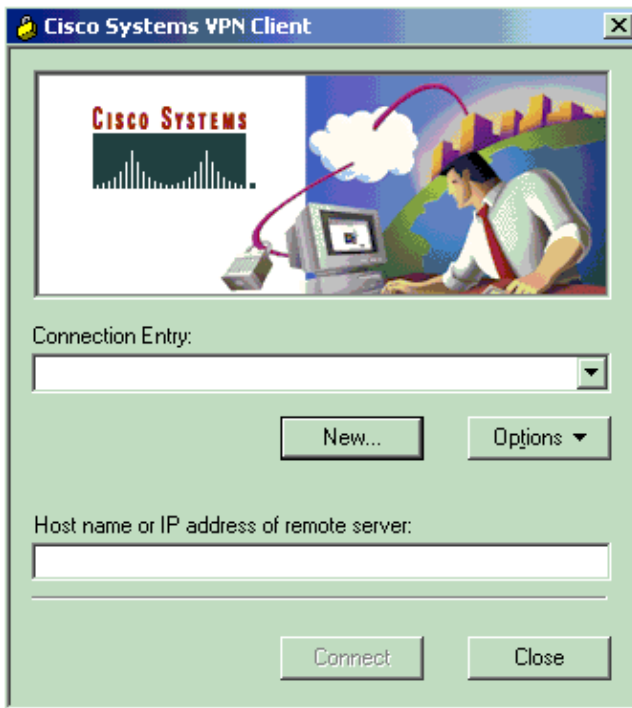 Cisco Systems VPN Client
CISCO SYSTEMS
Connection Entry:
New...
Options
Host name or IP address of remote server:
Connect
Close